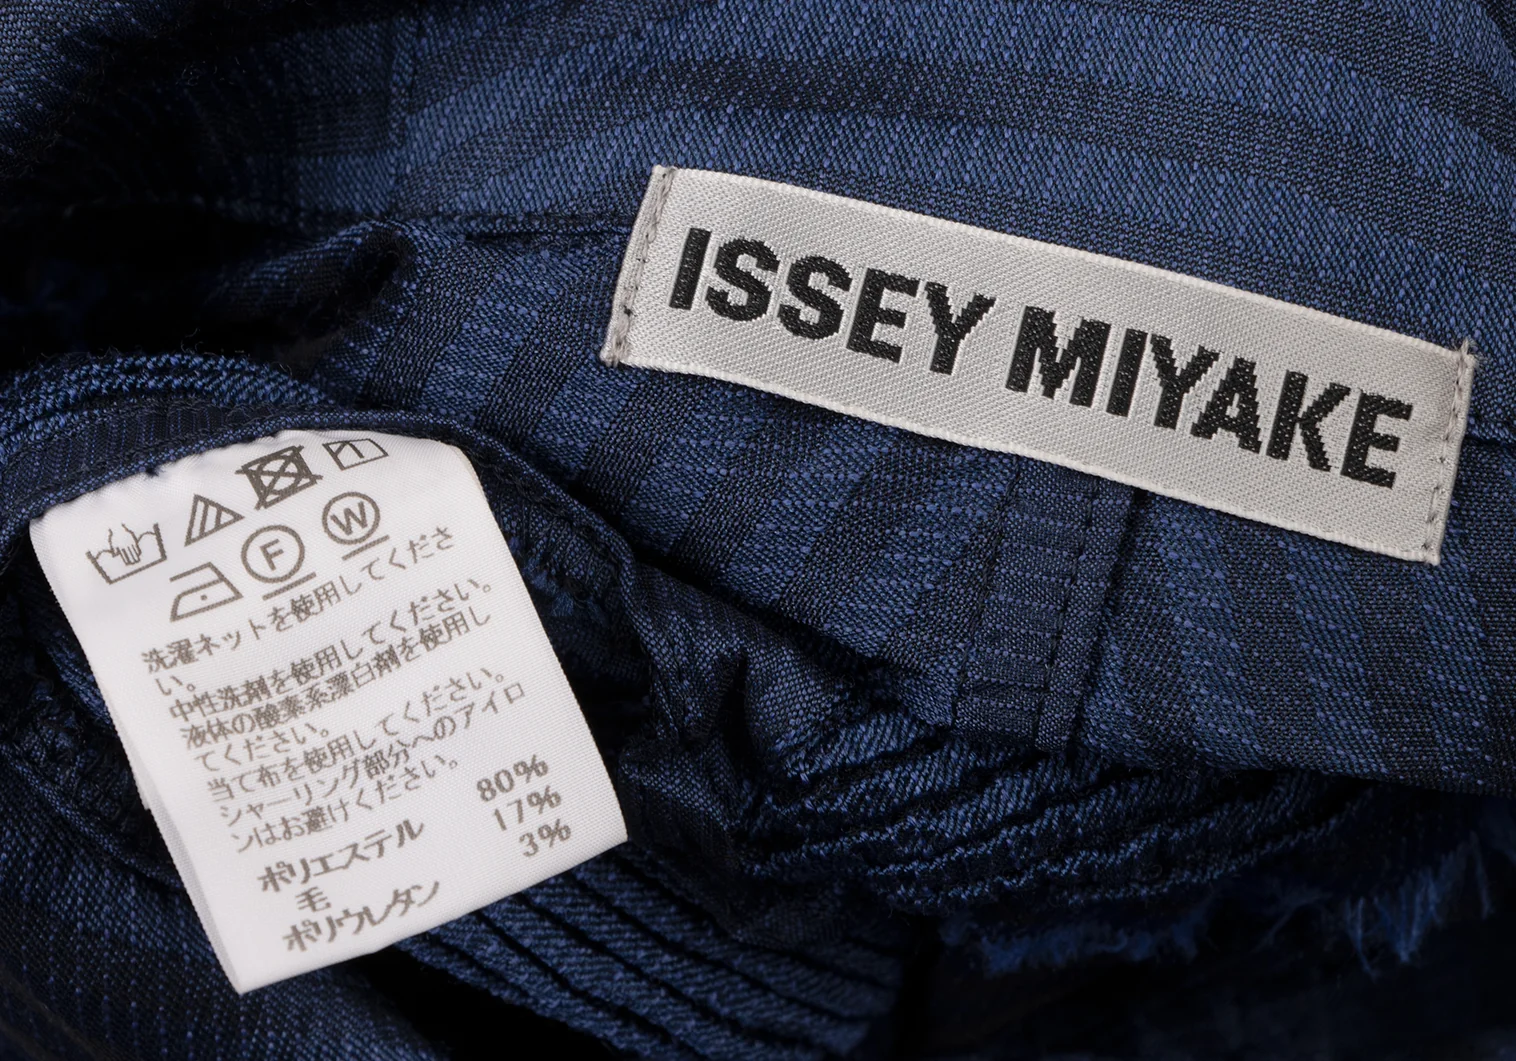 ISSEY MIYAKE
F
W
洗濯ネットを使用してくださ
い。
中性洗剤を使用してください。
液体の酸素系漂白剤を使用し
てください。
当て布を使用してください。
シャーリング部分へのアイロ
ンはお避けください。
ポリエステル 80%
毛 17%
ポリウレタン 3%